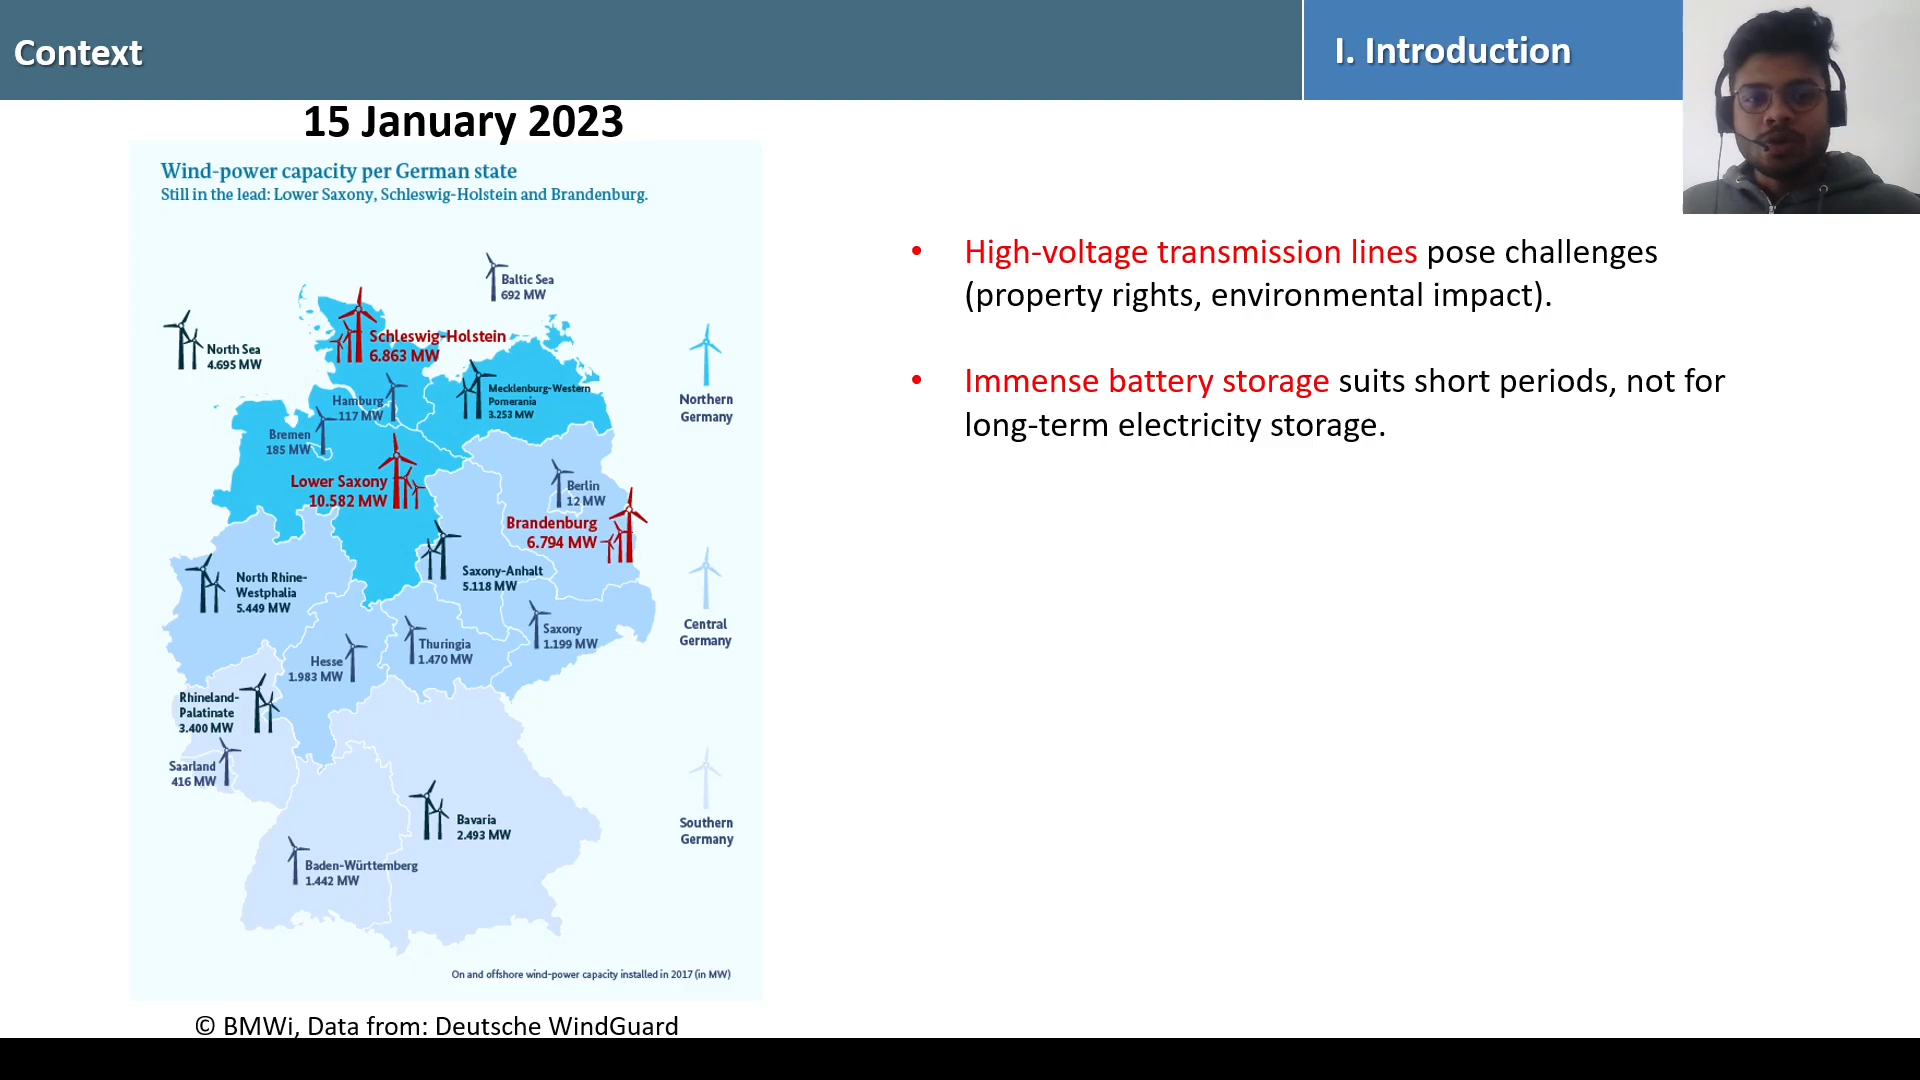 Context
I. Introduction
15 January 2023
Wind-power capacity per German state
Still in the lead: Lower Saxony, Schleswig-Holstein and Brandenburg.
Baltic Sea
692 MW
North Sea
4.695 MW
Schleswig-Holstein
6.863 MW
Hamburg
117 MW
Mecklenburg-Western
Pomerania
3.253 MW
Northern
Germany
Bremen
185 MW
Lower Saxony
10.582 MW
Berlin
12 MW
Brandenburg
6.794 MW
Saxony-Anhalt
5.118 MW
North Rhine-
Westphalia
5.449 MW
Central
Germany
Saxony
1.199 MW
Thuringia
1.470 MW
Hesse
1.983 MW
Rhineland-
Palatinate
3.400 MW
Saarland
416 MW
Bavaria
2.493 MW
Southern
Germany
Baden-Württemberg
1.442 MW
On and offshore wind-power capacity installed in 2017 (in MW)
© BMWi, Data from: Deutsche WindGuard
• High-voltage transmission lines pose challenges
(property rights, environmental impact).
• Immense battery storage suits short periods, not for
long-term electricity storage.